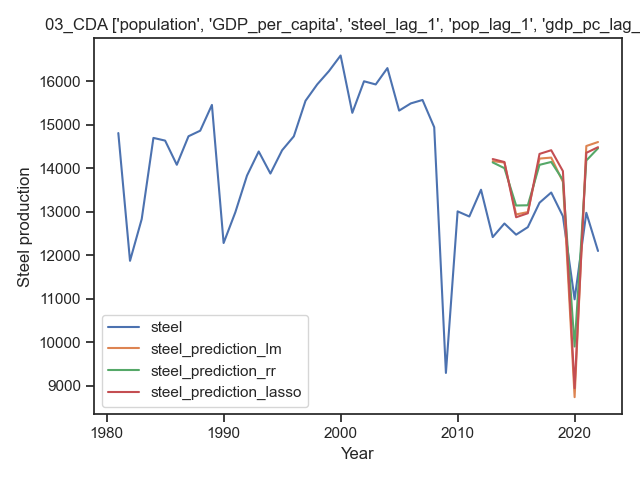 03_CDA ['population', 'GDP_per_capita', 'steel_lag_1', 'pop_lag_1', 'gdp_pc_lag_
16000
15000
14000
13000
12000
11000
10000
9000
Steel production
steel
steel_prediction_lm
steel_prediction_rr
steel_prediction_lasso
1980
1990
2000
2010
2020
Year